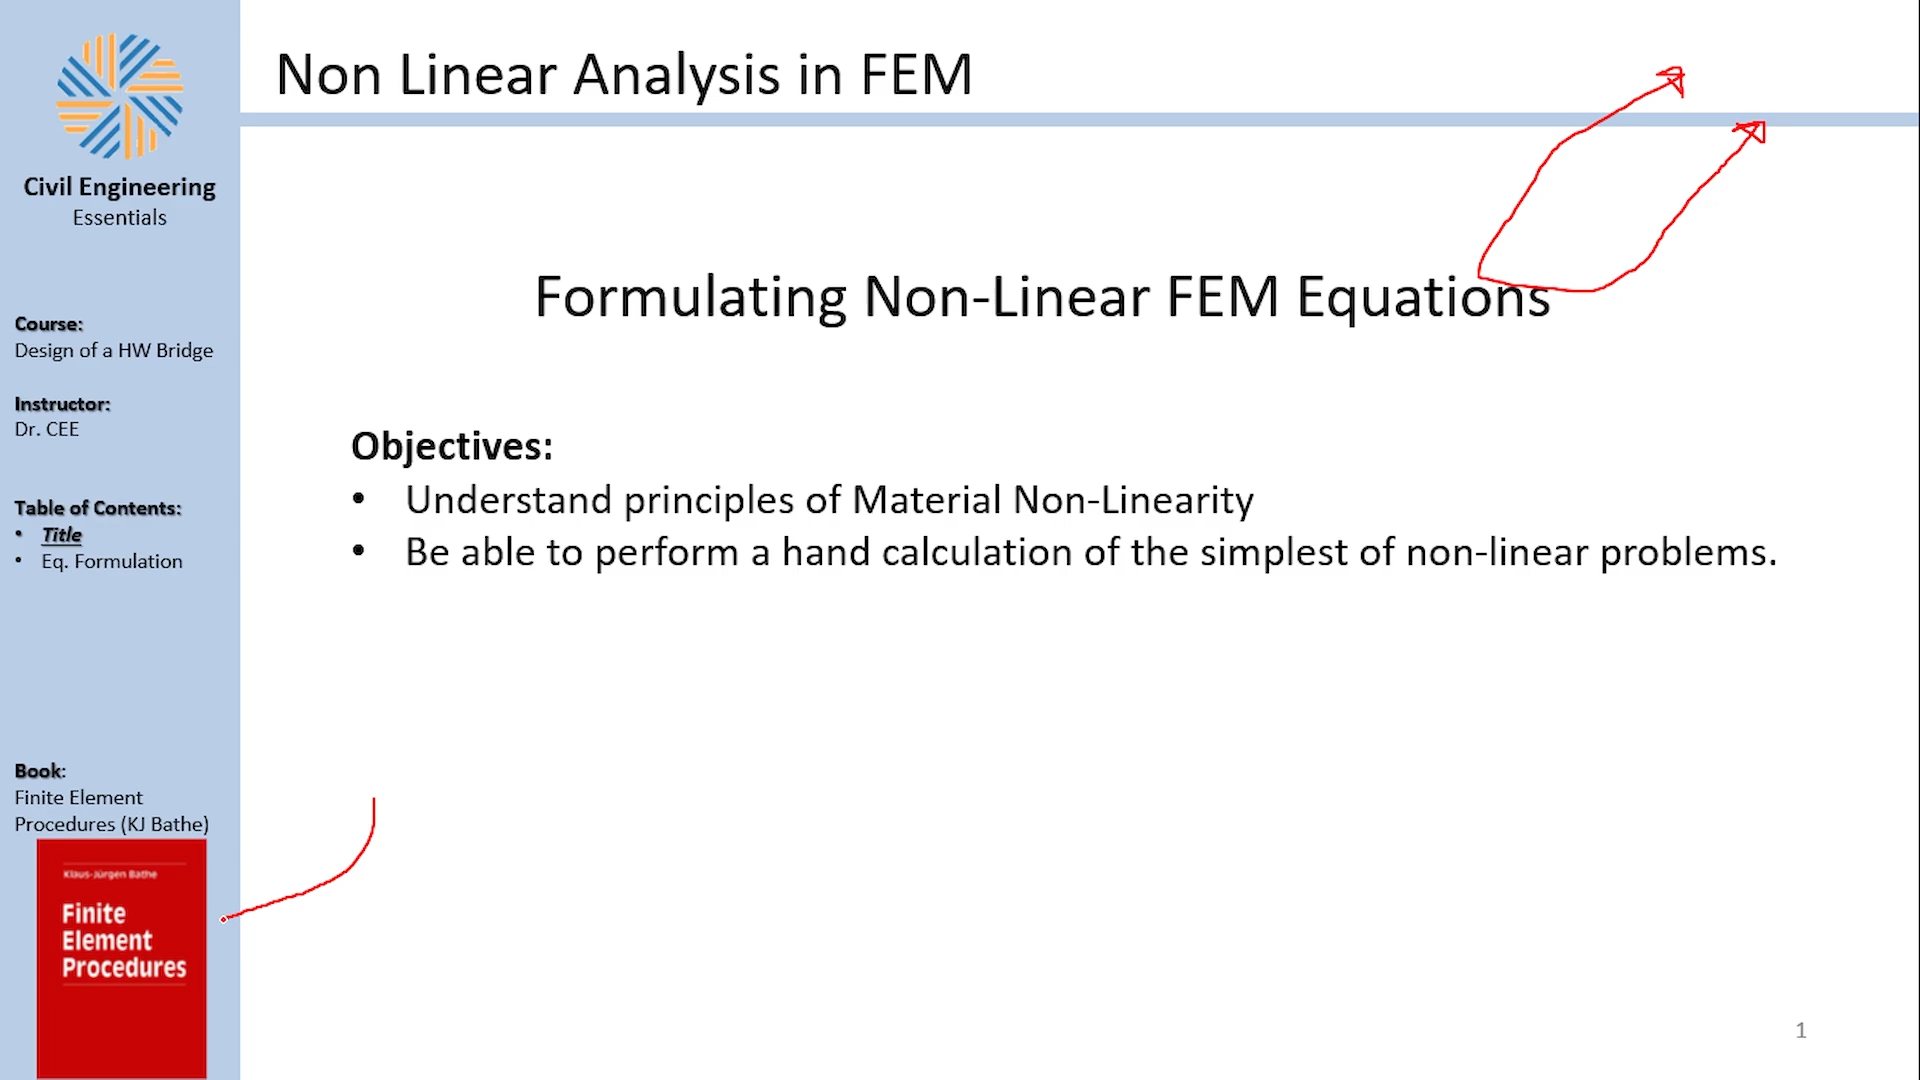 Non Linear Analysis in FEM
Civil Engineering
Essentials
Course:
Design of a HW Bridge
Instructor:
Dr. CEE
Table of Contents:
• Title
• Eq. Formulation
Book:
Finite Element
Procedures (KJ Bathe)
Klaus-Jürgen Bathe
Finite
Element
Procedures
Formulating Non-Linear FEM Equations
Objectives:
• Understand principles of Material Non-Linearity
• Be able to perform a hand calculation of the simplest of non-linear problems.
1